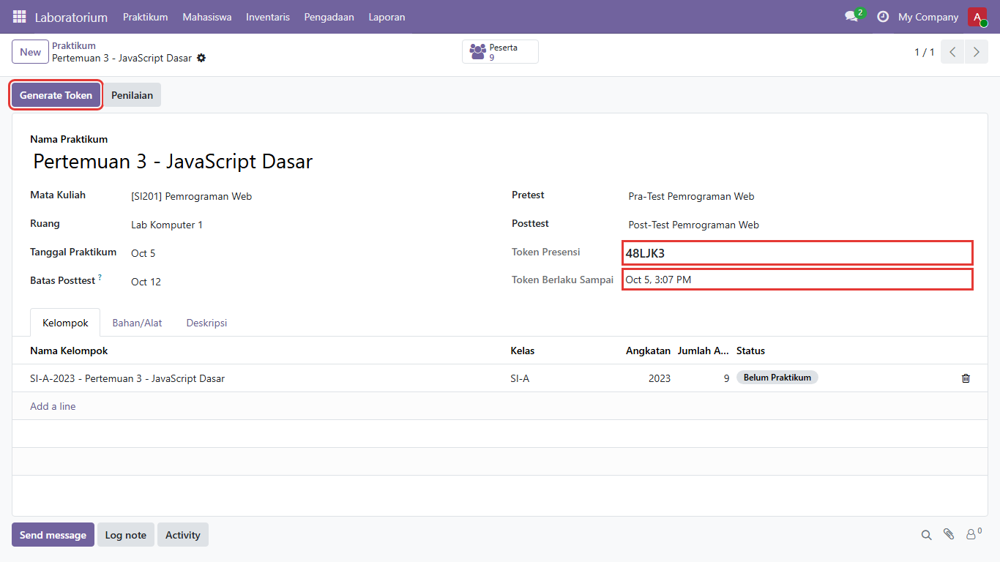 Laboratorium Praktikum Mahasiswa Inventaris Pengadaan Laporan 2 My Company A
New Praktikum Peserta
Pertemuan 3 - JavaScript Dasar 9 1 / 1
Generate Token Penilaian
Nama Praktikum
Pertemuan 3 - JavaScript Dasar
Mata Kuliah [SI201] Pemrograman Web Pretest Pra-Test Pemrograman Web
Ruang Lab Komputer 1 Posttest Post-Test Pemrograman Web
Tanggal Praktikum Oct 5 Token Presensi 48LJK3
Batas Posttest ? Oct 12 Token Berlaku Sampai Oct 5, 3:07 PM
Kelompok Bahan/Alat Deskripsi
Nama Kelompok Kelas Angkatan Jumlah A... Status
SI-A-2023 - Pertemuan 3 - JavaScript Dasar SI-A 2023 9 Belum Praktikum
Add a line
Send message Log note Activity 0